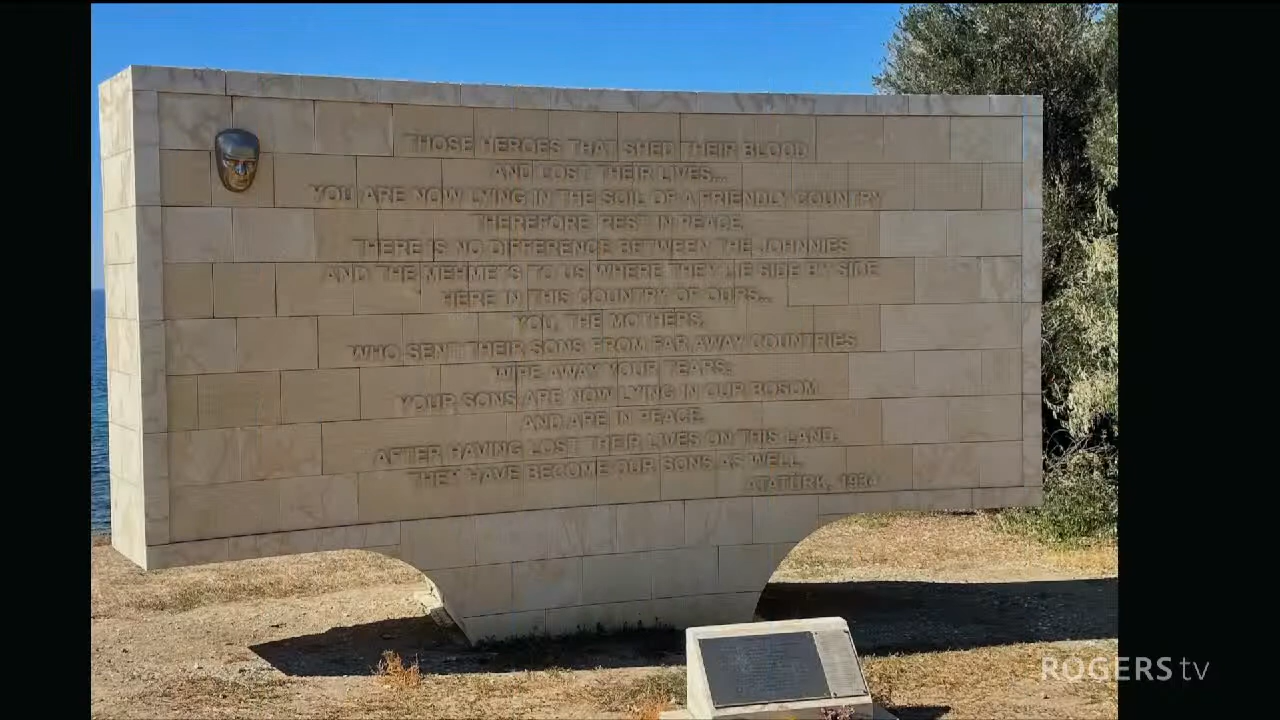 THOSE HEROES THAT SHED THEIR BLOOD
AND LOST THEIR LIVES...
YOU ARE NOW LYING IN THE SOIL OF A FRIENDLY COUNTRY
THEREFORE REST IN PEACE.
THERE IS NO DIFFERENCE BETWEEN THE JOHNNIES
AND THE MEHMETS TO US WHERE THEY LIE SIDE BY SIDE
HERE IN THIS COUNTRY OF OURS...
YOU, THE MOTHERS,
WHO SENT THEIR SONS FROM FAR AWAY COUNTRIES
WIPE AWAY YOUR TEARS;
YOUR SONS ARE NOW LYING IN OUR BOSOM
AND ARE IN PEACE.
AFTER HAVING LOST THEIR LIVES ON THIS LAND.
THEY HAVE BECOME OUR SONS AS WELL.
ATATÜRK, 1934
ROGERS tv